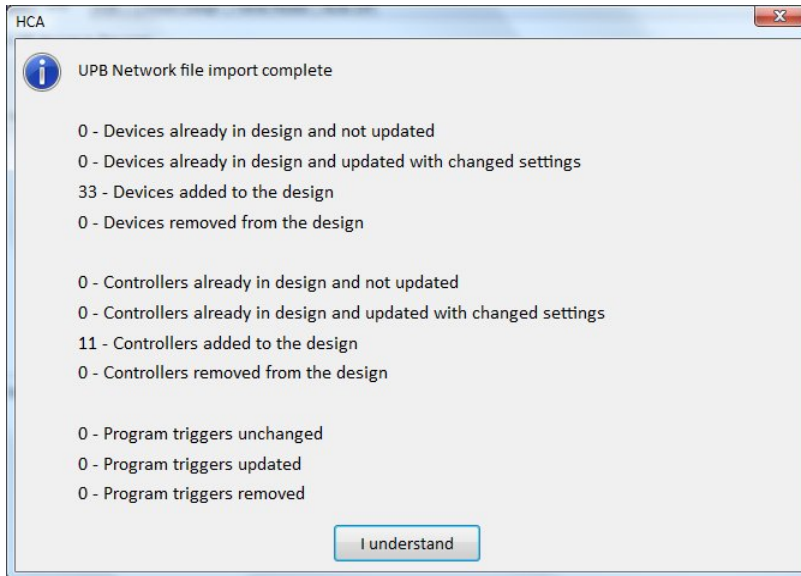 HCA
UPB Network file import complete
0 - Devices already in design and not updated
0 - Devices already in design and updated with changed settings
33 - Devices added to the design
0 - Devices removed from the design
0 - Controllers already in design and not updated
0 - Controllers already in design and updated with changed settings
11 - Controllers added to the design
0 - Controllers removed from the design
0 - Program triggers unchanged
0 - Program triggers updated
0 - Program triggers removed
I understand